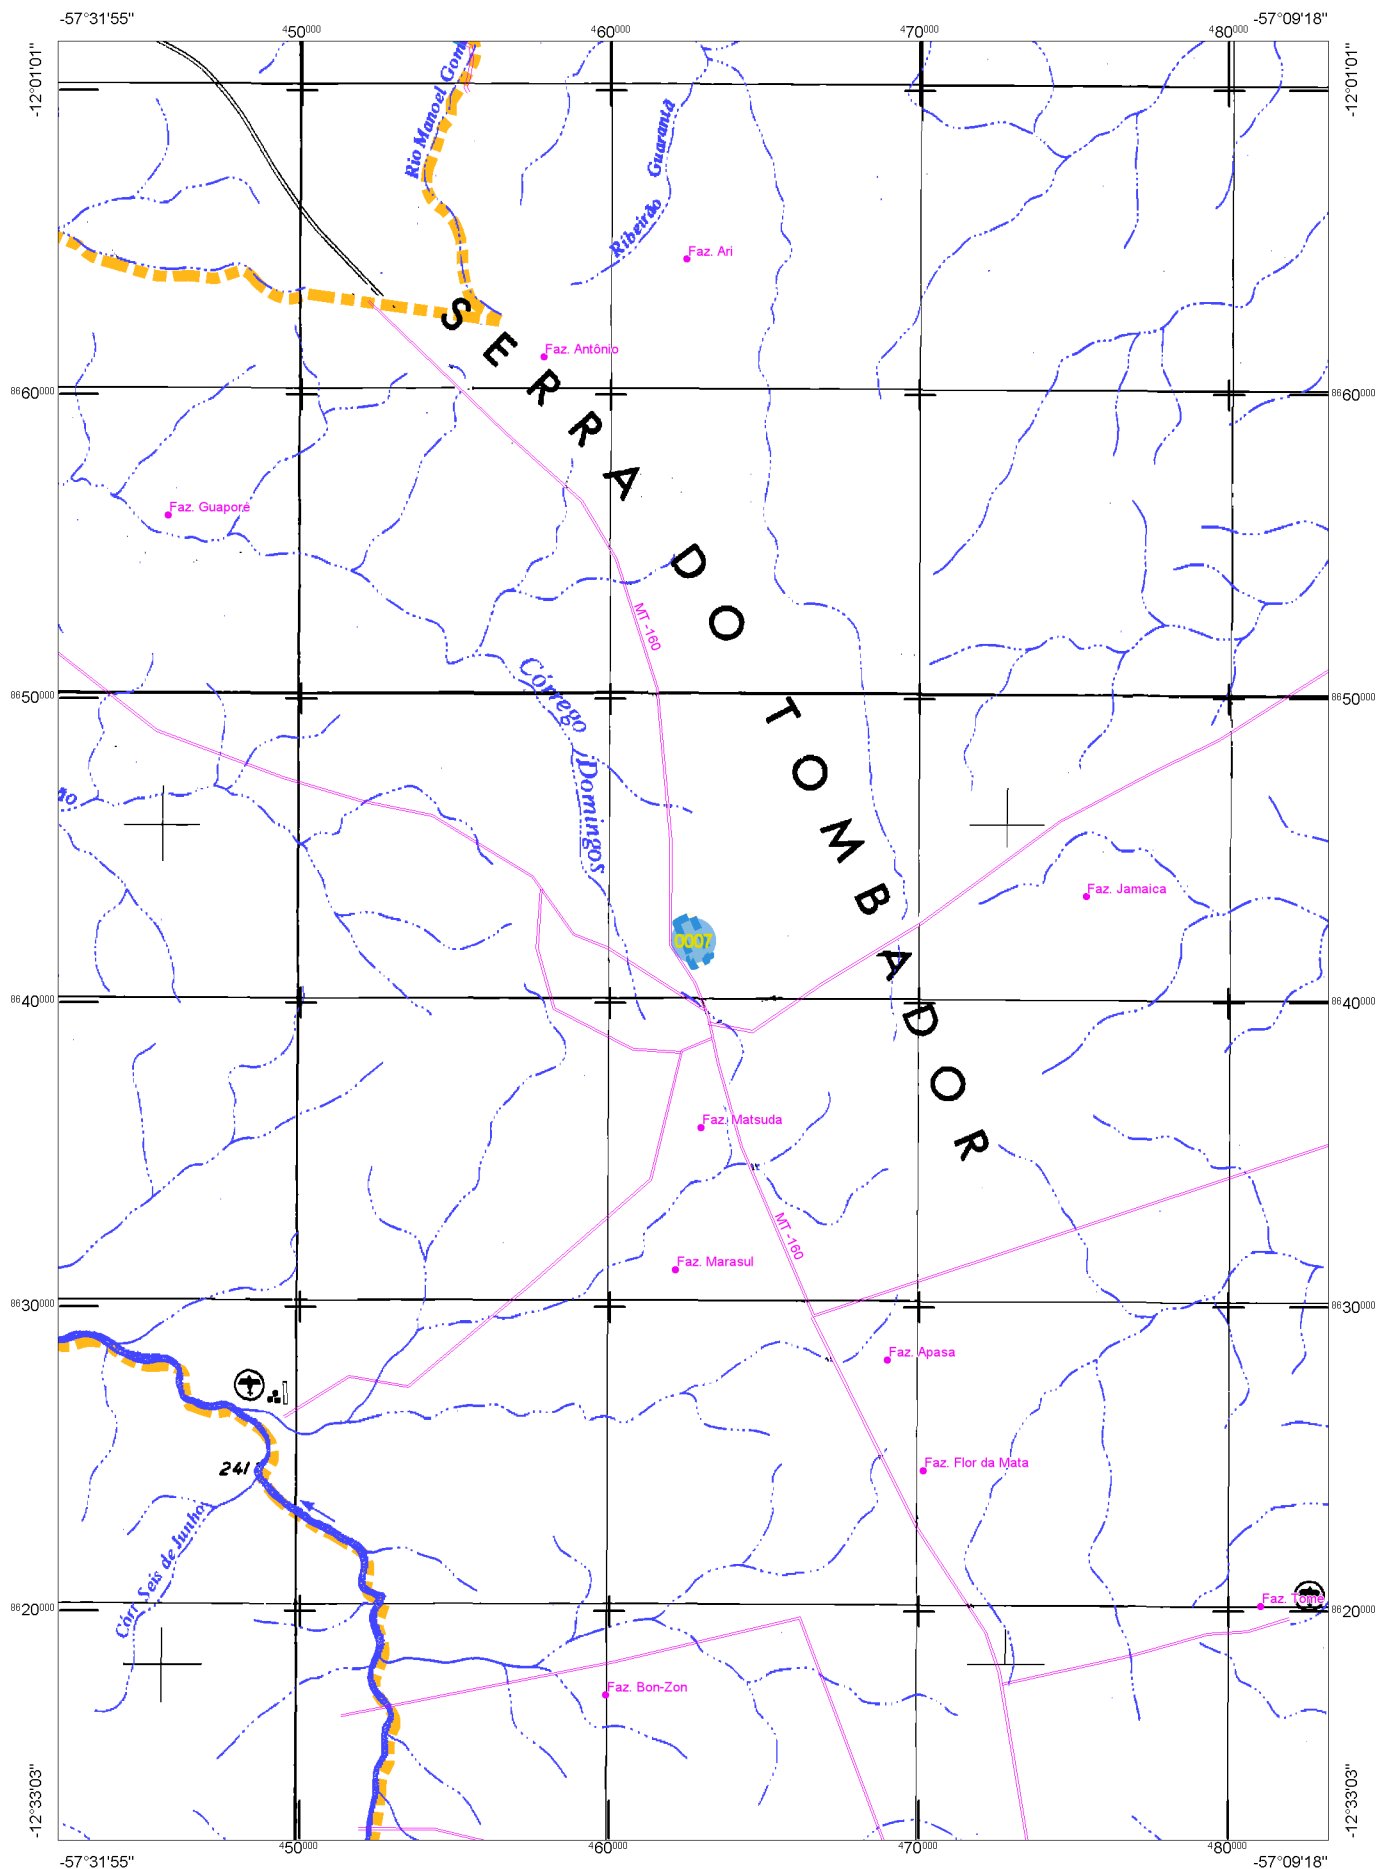 -57°31'55"
450000
460000
470000
480000
-57°09'18"
-12°01'01"
-12°01'01"
Rio Manoel Gom
Ribeirão Guarantã
Faz. Ari
Faz. Antônio
8660000
8660000
Faz. Guaporé
SERRA DO TOMBADOR
MT-160
Córrego Domingos
8650000
8650000
ão
Faz. Jamaica
0007
8640000
8640000
Faz. Matsuda
MT-160
Faz. Marasul
8630000
8630000
Faz. Apasa
241
Faz. Flor da Mata
Córr. Seis de Junho
8620000
8620000
Faz. Tomé
Faz. Bon-Zon
-12°33'03"
-12°33'03"
450000
460000
470000
480000
-57°31'55"
-57°09'18"